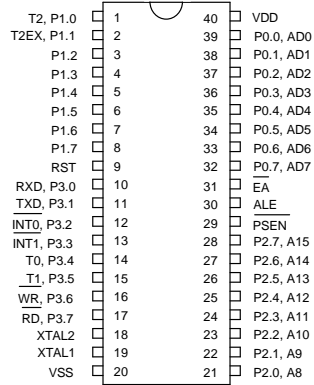 T2, P1.0 1 40 VDD
T2EX, P1.1 2 39 P0.0, AD0
P1.2 3 38 P0.1, AD1
P1.3 4 37 P0.2, AD2
P1.4 5 36 P0.3, AD3
P1.5 6 35 P0.4, AD4
P1.6 7 34 P0.5, AD5
P1.7 8 33 P0.6, AD6
RST 9 32 P0.7, AD7
RXD, P3.0 10 31 EA
TXD, P3.1 11 30 ALE
INT0, P3.2 12 29 PSEN
INT1, P3.3 13 28 P2.7, A15
T0, P3.4 14 27 P2.6, A14
T1, P3.5 15 26 P2.5, A13
WR, P3.6 16 25 P2.4, A12
RD, P3.7 17 24 P2.3, A11
XTAL2 18 23 P2.2, A10
XTAL1 19 22 P2.1, A9
VSS 20 21 P2.0, A8